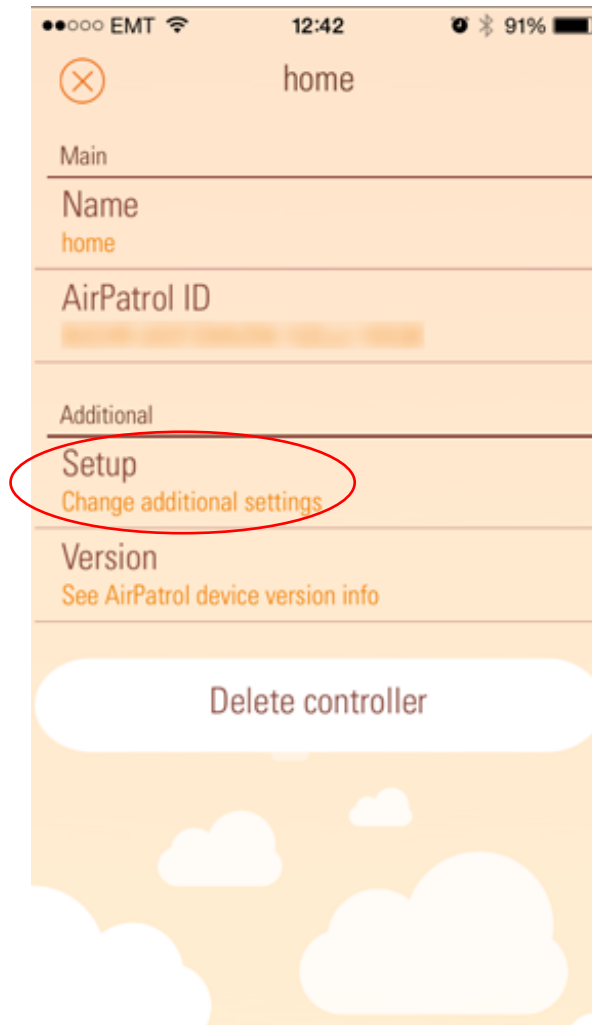 EMT 12:42 91%
home
Main
Name
home
AirPatrol ID
Additional
Setup
Change additional settings
Version
See AirPatrol device version info
Delete controller